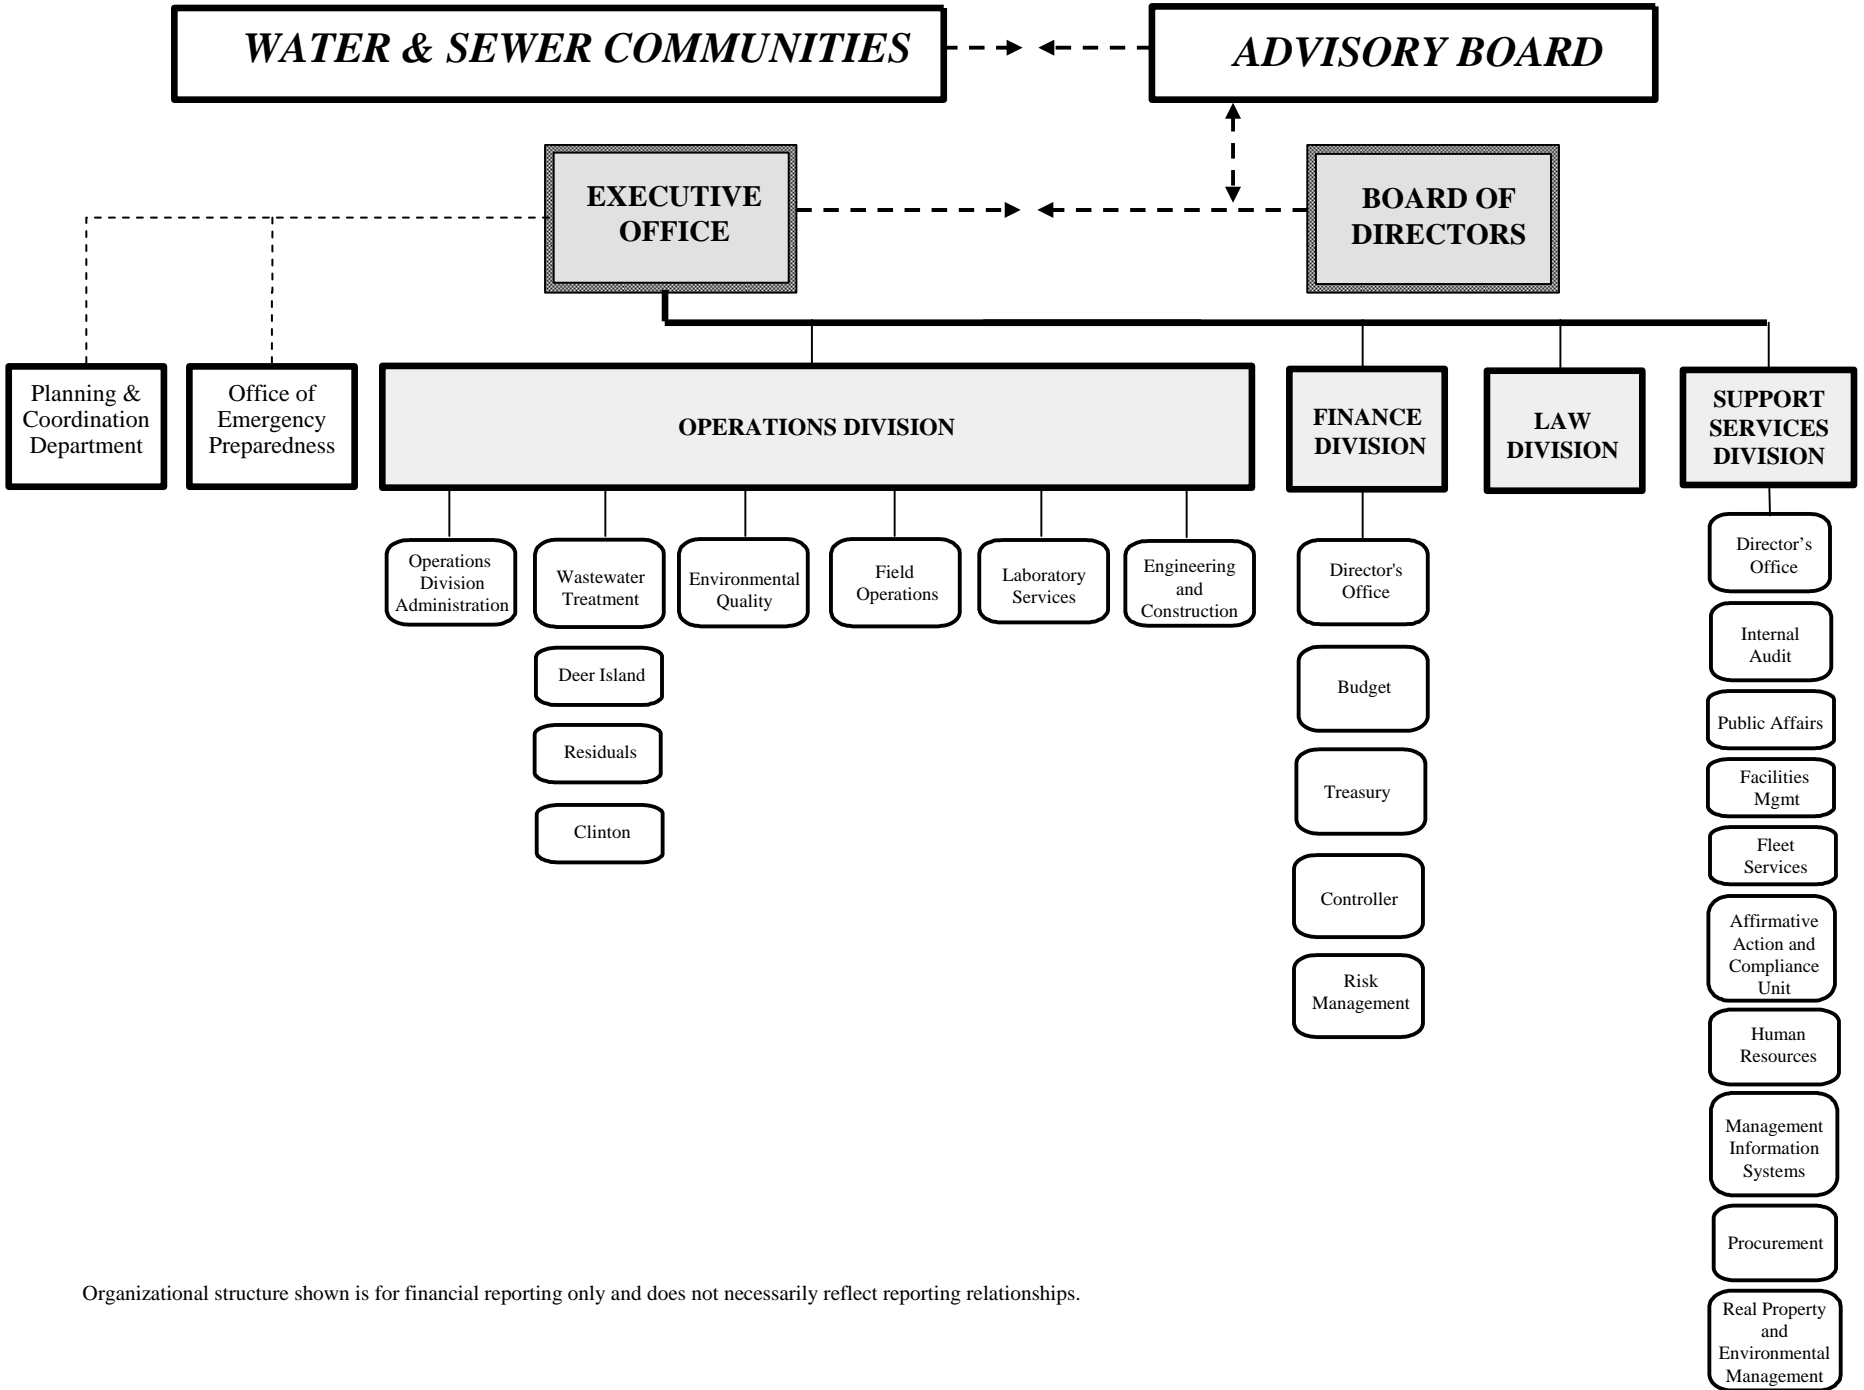 WATER & SEWER COMMUNITIES
ADVISORY BOARD
EXECUTIVE
OFFICE
BOARD OF
DIRECTORS
Planning &
Coordination
Department
Office of
Emergency
Preparedness
OPERATIONS DIVISION
FINANCE
DIVISION
LAW
DIVISION
SUPPORT
SERVICES
DIVISION
Operations
Division
Administration
Wastewater
Treatment
Deer Island
Residuals
Clinton
Environmental
Quality
Field
Operations
Laboratory
Services
Engineering
and
Construction
Director's
Office
Budget
Treasury
Controller
Risk
Management
Director’s
Office
Internal
Audit
Public Affairs
Facilities
Mgmt
Fleet
Services
Affirmative
Action and
Compliance
Unit
Human
Resources
Management
Information
Systems
Procurement
Real Property
and
Environmental
Management
Organizational structure shown is for financial reporting only and does not necessarily reflect reporting relationships.